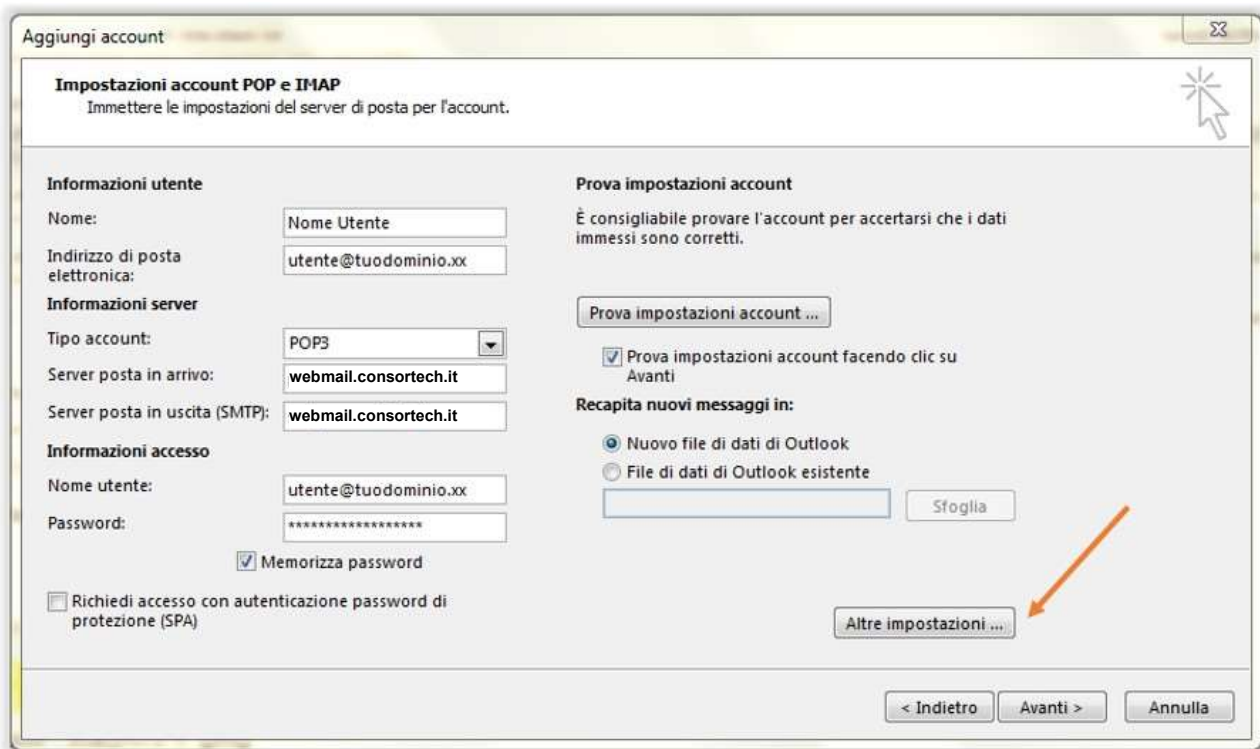 Aggiungi account
Impostazioni account POP e IMAP
Immettere le impostazioni del server di posta per l'account.
Informazioni utente
Nome:
Nome Utente
Indirizzo di posta
elettronica:
utente@tuodominio.xx
Informazioni server
Tipo account:
POP3
Server posta in arrivo:
webmail.consortech.it
Server posta in uscita (SMTP):
webmail.consortech.it
Informazioni accesso
Nome utente:
utente@tuodominio.xx
Password:
******************
Memorizza password
Richiedi accesso con autenticazione password di
protezione (SPA)
Prova impostazioni account
È consigliabile provare l'account per accertarsi che i dati
immessi sono corretti.
Prova impostazioni account ...
Prova impostazioni account facendo clic su
Avanti
Recapita nuovi messaggi in:
Nuovo file di dati di Outlook
File di dati di Outlook esistente
Sfoglia
Altre impostazioni ...
< Indietro
Avanti >
Annulla